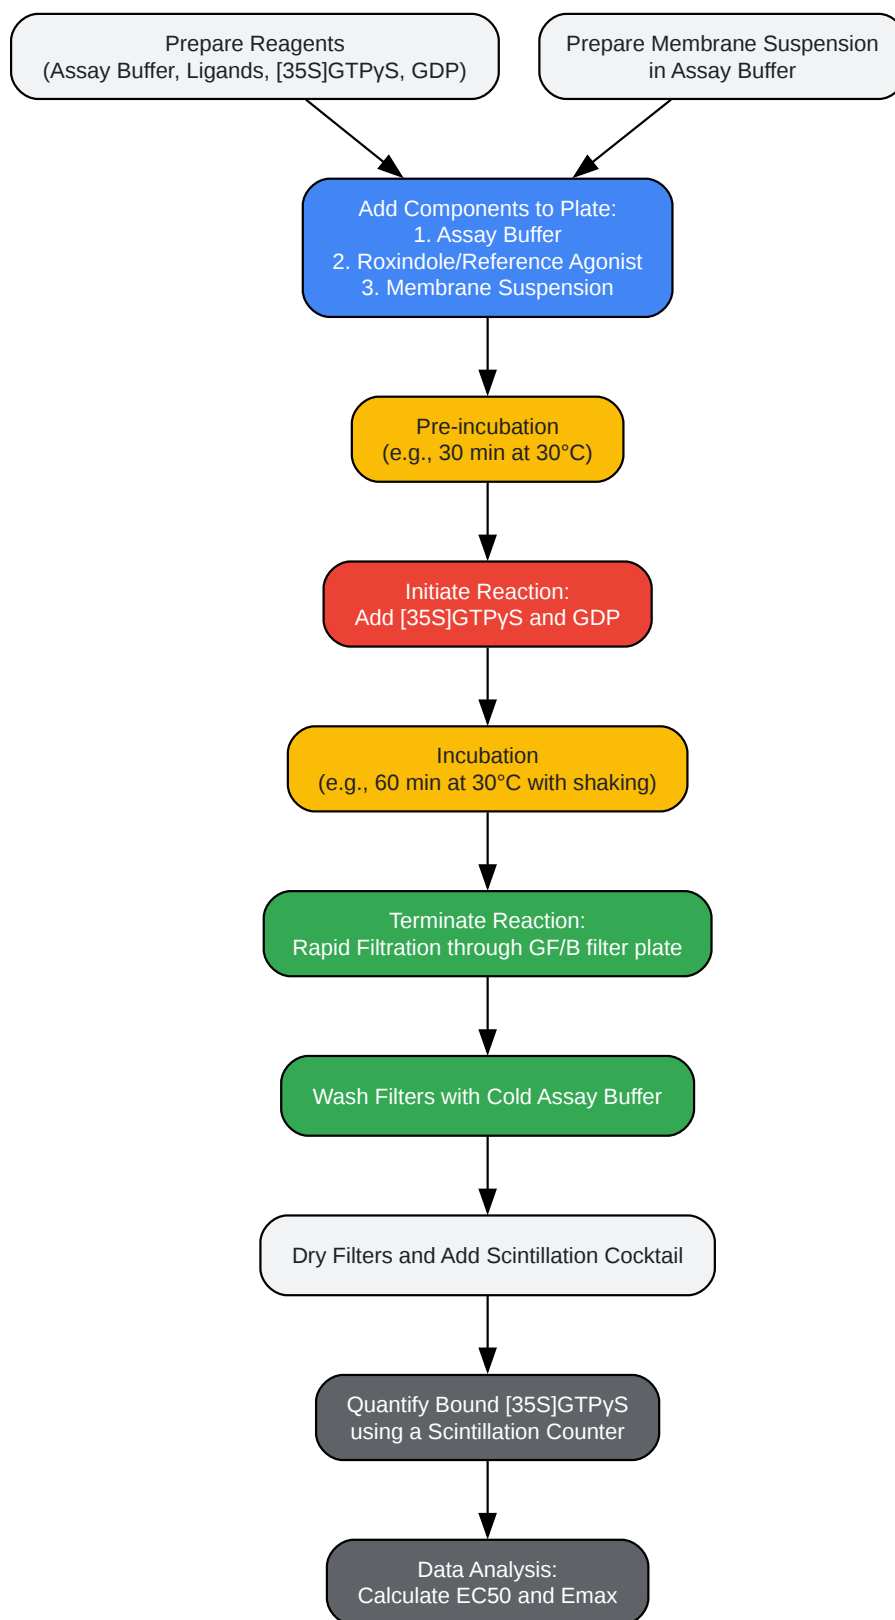 Prepare Reagents
(Assay Buffer, Ligands, [35S]GTPγS, GDP)
Prepare Membrane Suspension
in Assay Buffer
Add Components to Plate:
1. Assay Buffer
2. Roxindole/Reference Agonist
3. Membrane Suspension
Pre-incubation
(e.g., 30 min at 30°C)
Initiate Reaction:
Add [35S]GTPγS and GDP
Incubation
(e.g., 60 min at 30°C with shaking)
Terminate Reaction:
Rapid Filtration through GF/B filter plate
Wash Filters with Cold Assay Buffer
Dry Filters and Add Scintillation Cocktail
Quantify Bound [35S]GTPγS
using a Scintillation Counter
Data Analysis:
Calculate EC50 and Emax